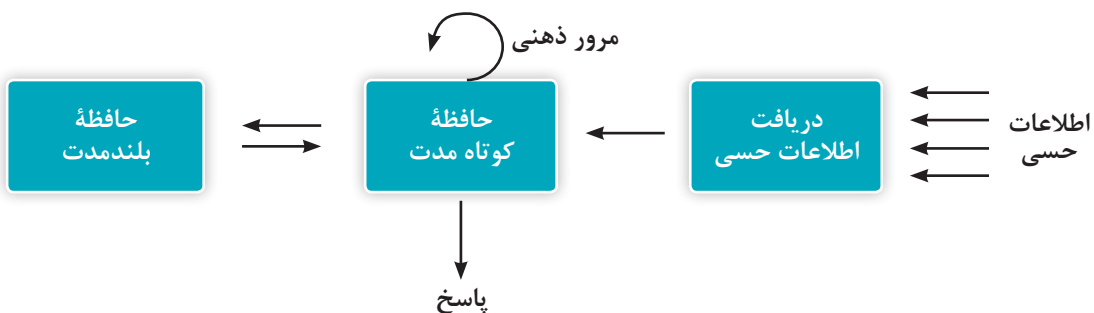 مرور ذهنی
اطلاعات
حسی
دریافت
اطلاعات حسی
حافظهٔ
کوتاه مدت
حافظهٔ
بلندمدت
پاسخ